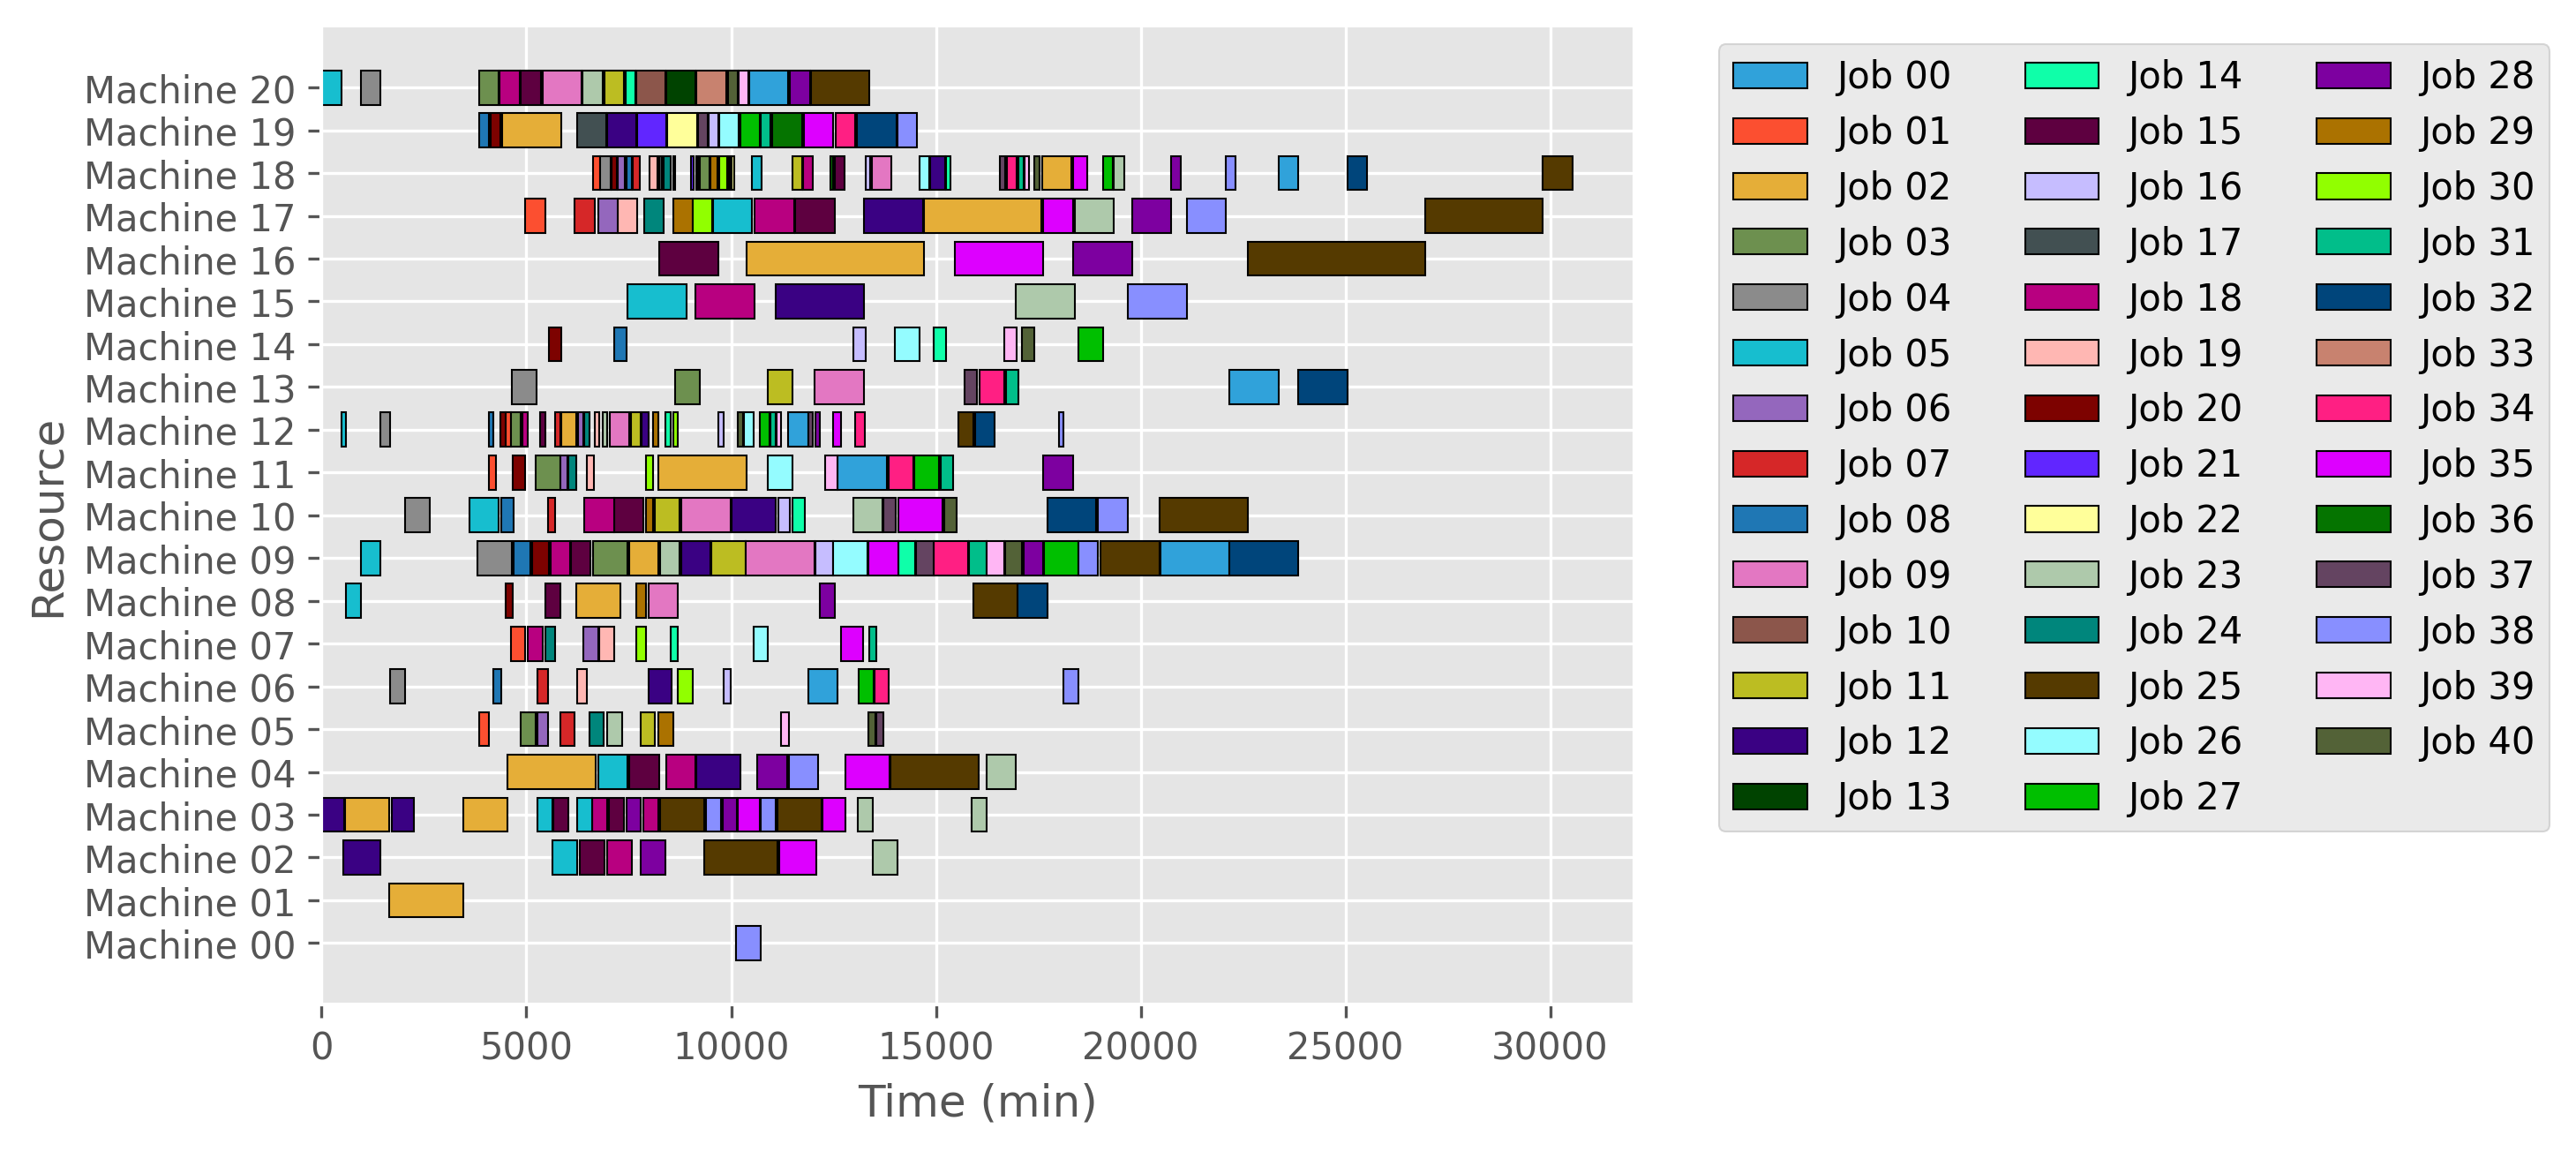 Machine 20
Machine 19
Machine 18
Machine 17
Machine 16
Machine 15
Machine 14
Machine 13
Machine 12
Machine 11
Machine 10
Machine 09
Machine 08
Machine 07
Machine 06
Machine 05
Machine 04
Machine 03
Machine 02
Machine 01
Machine 00
Resource
0 5000 10000 15000 20000 25000 30000
Time (min)
Job 00 Job 14 Job 28
Job 01 Job 15 Job 29
Job 02 Job 16 Job 30
Job 03 Job 17 Job 31
Job 04 Job 18 Job 32
Job 05 Job 19 Job 33
Job 06 Job 20 Job 34
Job 07 Job 21 Job 35
Job 08 Job 22 Job 36
Job 09 Job 23 Job 37
Job 10 Job 24 Job 38
Job 11 Job 25 Job 39
Job 12 Job 26 Job 40
Job 13 Job 27